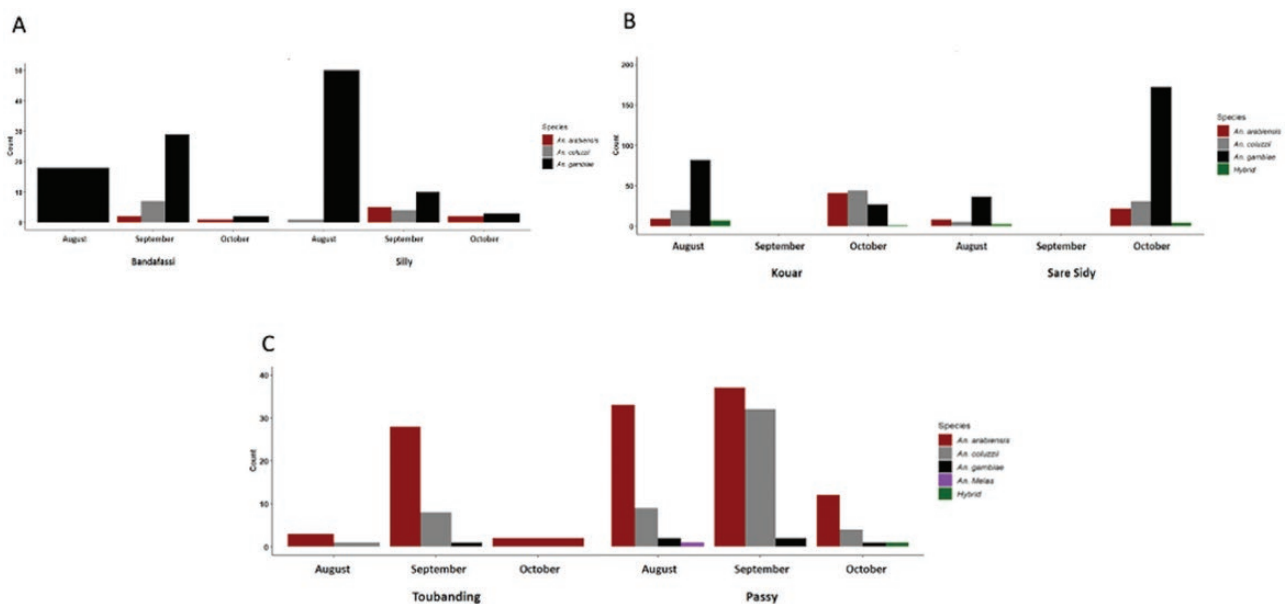 A
50
40
30
20
10
0
Count
August September October August September October
Bandafassi Silly
Species
An. arabiensis
An. coluzzii
An. gambiae
B
200
150
100
50
0
Count
August September October August September October
Kouar Sare Sidy
Species
An. arabiensis
An. coluzzii
An. gambiae
Hybrid
C
40
30
20
10
0
Count
August September October August September October
Toubanding Passy
Species
An. arabiensis
An. coluzzii
An. gambiae
An. Melas
Hybrid